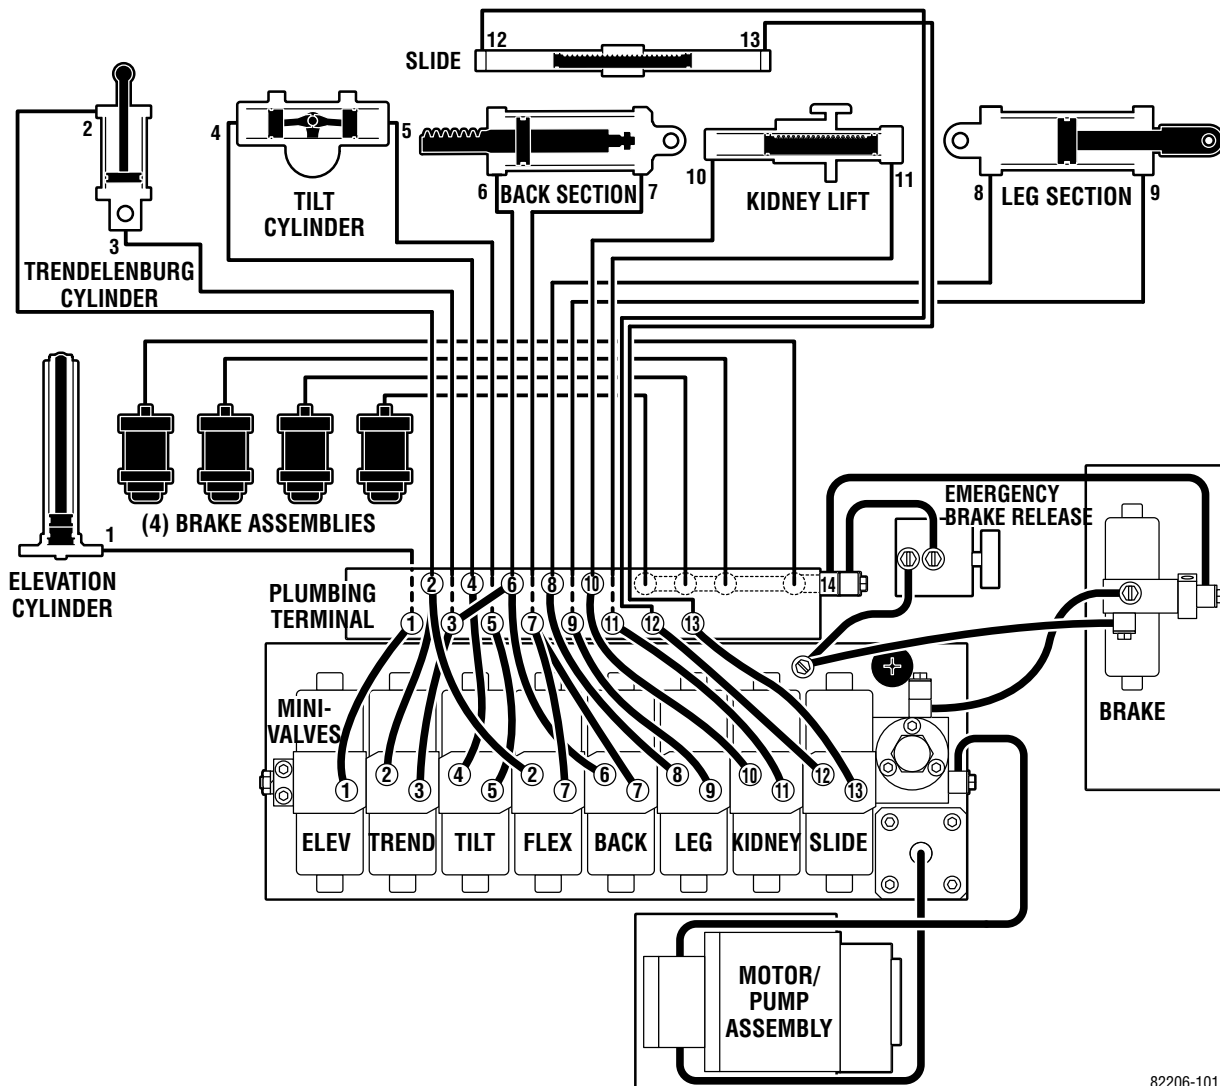 12
13
SLIDE
2
4
5
TILT
CYLINDER
3
TRENDELENBURG
CYLINDER
6
BACK SECTION
7
10
KIDNEY LIFT
11
8
LEG SECTION
9
(4) BRAKE ASSEMBLIES
1
ELEVATION
CYLINDER
EMERGENCY
BRAKE RELEASE
PLUMBING
TERMINAL
2
4
6
8
10
14
1
3
5
7
9
11
12
13
MINI-
VALVES
BRAKE
1
2
3
4
5
2
7
6
7
8
9
10
11
12
13
ELEV
TREND
TILT
FLEX
BACK
LEG
KIDNEY
SLIDE
MOTOR/
PUMP
ASSEMBLY
82206-101